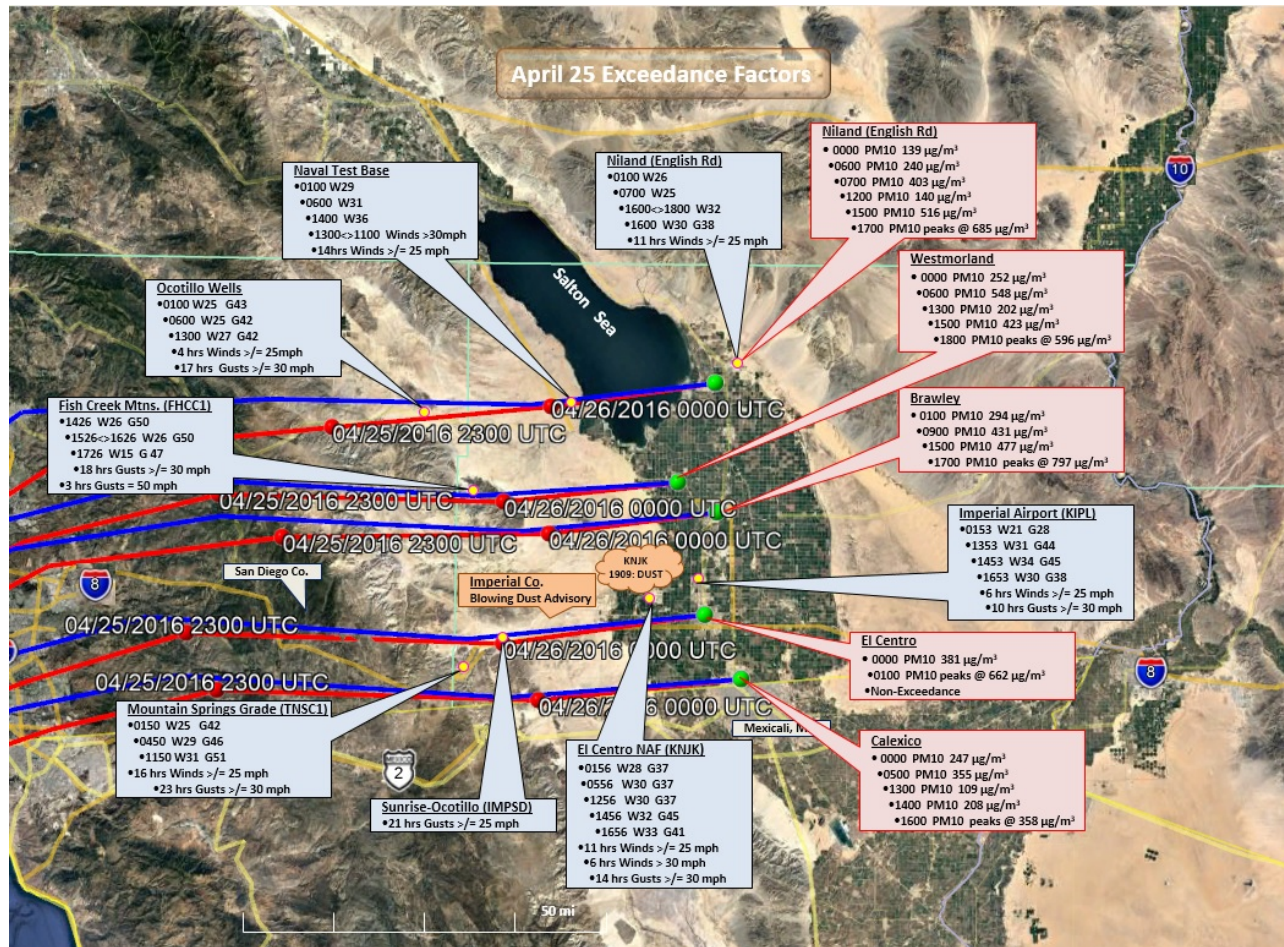 April 25 Exceedance Factors
Niland (English Rd)
•0000 PM10 139 µg/m³
•0600 PM10 240 µg/m³
•0700 PM10 403 µg/m³
•1200 PM10 140 µg/m³
•1500 PM10 516 µg/m³
•1700 PM10 peaks @ 685 µg/m³
Niland (English Rd)
•0100 W26
•0700 W25
•1600<>1800 W32
•1600 W30 G38
•11 hrs Winds >/= 25 mph
Naval Test Base
•0100 W29
•0600 W31
•1400 W36
•1300<>1100 Winds >30mph
•14hrs Winds >/= 25 mph
10
Westmorland
•0000 PM10 252 µg/m³
•0600 PM10 548 µg/m³
•1300 PM10 202 µg/m³
•1500 PM10 423 µg/m³
•1800 PM10 peaks @ 596 µg/m³
Salton Sea
Ocotillo Wells
•0100 W25 G43
•0600 W25 G42
•1300 W27 G42
•4 hrs Winds >/= 25mph
•17 hrs Gusts >/= 30 mph
Fish Creek Mtns. (FHCC1)
•1426 W26 G50
•1526<>1626 W26 G50
•1726 W15 G 47
•18 hrs Gusts >/= 30 mph
•3 hrs Gusts = 50 mph
04/26/2016 0000 UTC
04/25/2016 2300 UTC
Brawley
•0100 PM10 294 µg/m³
•0900 PM10 431 µg/m³
•1500 PM10 477 µg/m³
•1700 PM10 peaks @ 797 µg/m³
04/25/2016 2300 UTC
04/26/2016 0000 UTC
04/25/2016 2300 UTC
04/26/2016 0000 UTC
Imperial Airport (KIPL)
•0153 W21 G28
•1353 W31 G44
•1453 W34 G45
•1653 W30 G38
•6 hrs Winds >/= 25 mph
•10 hrs Gusts >/= 30 mph
KNJK
1909: DUST
San Diego Co.
8
Imperial Co.
Blowing Dust Advisory
04/25/2016 2300 UTC
04/26/2016 0000 UTC
El Centro
•0000 PM10 381 µg/m³
•0100 PM10 peaks @ 662 µg/m³
•Non-Exceedance
8
04/25/2016 2300 UTC
04/26/2016 0000 UTC
Mountain Springs Grade (TNSC1)
•0150 W25 G42
•0450 W29 G46
•1150 W31 G51
•16 hrs Winds >/= 25 mph
•23 hrs Gusts >/= 30 mph
Mexicali, M
Calexico
•0000 PM10 247 µg/m³
•0500 PM10 355 µg/m³
•1300 PM10 109 µg/m³
•1400 PM10 208 µg/m³
•1600 PM10 peaks @ 358 µg/m³
El Centro NAF (KNJK)
•0156 W28 G37
•0556 W30 G37
•1256 W30 G37
•1456 W32 G45
•1656 W33 G41
•11 hrs Winds >/= 25 mph
•6 hrs Winds > 30 mph
•14 hrs Gusts >/= 30 mph
MEXICO
2
Sunrise-Ocotillo (IMPSD)
•21 hrs Gusts >/= 25 mph
50 mi